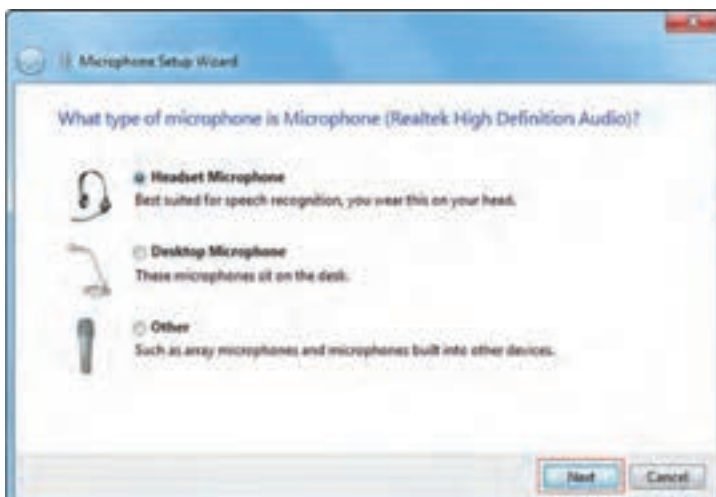 Microphone Setup Wizard
What type of microphone is Microphone (Realtek High Definition Audio)?
Headset Microphone
Best suited for speech recognition, you wear this on your head.
Desktop Microphone
These microphones sit on the desk.
Other
Such as array microphones and microphones built into other devices.
Next Cancel